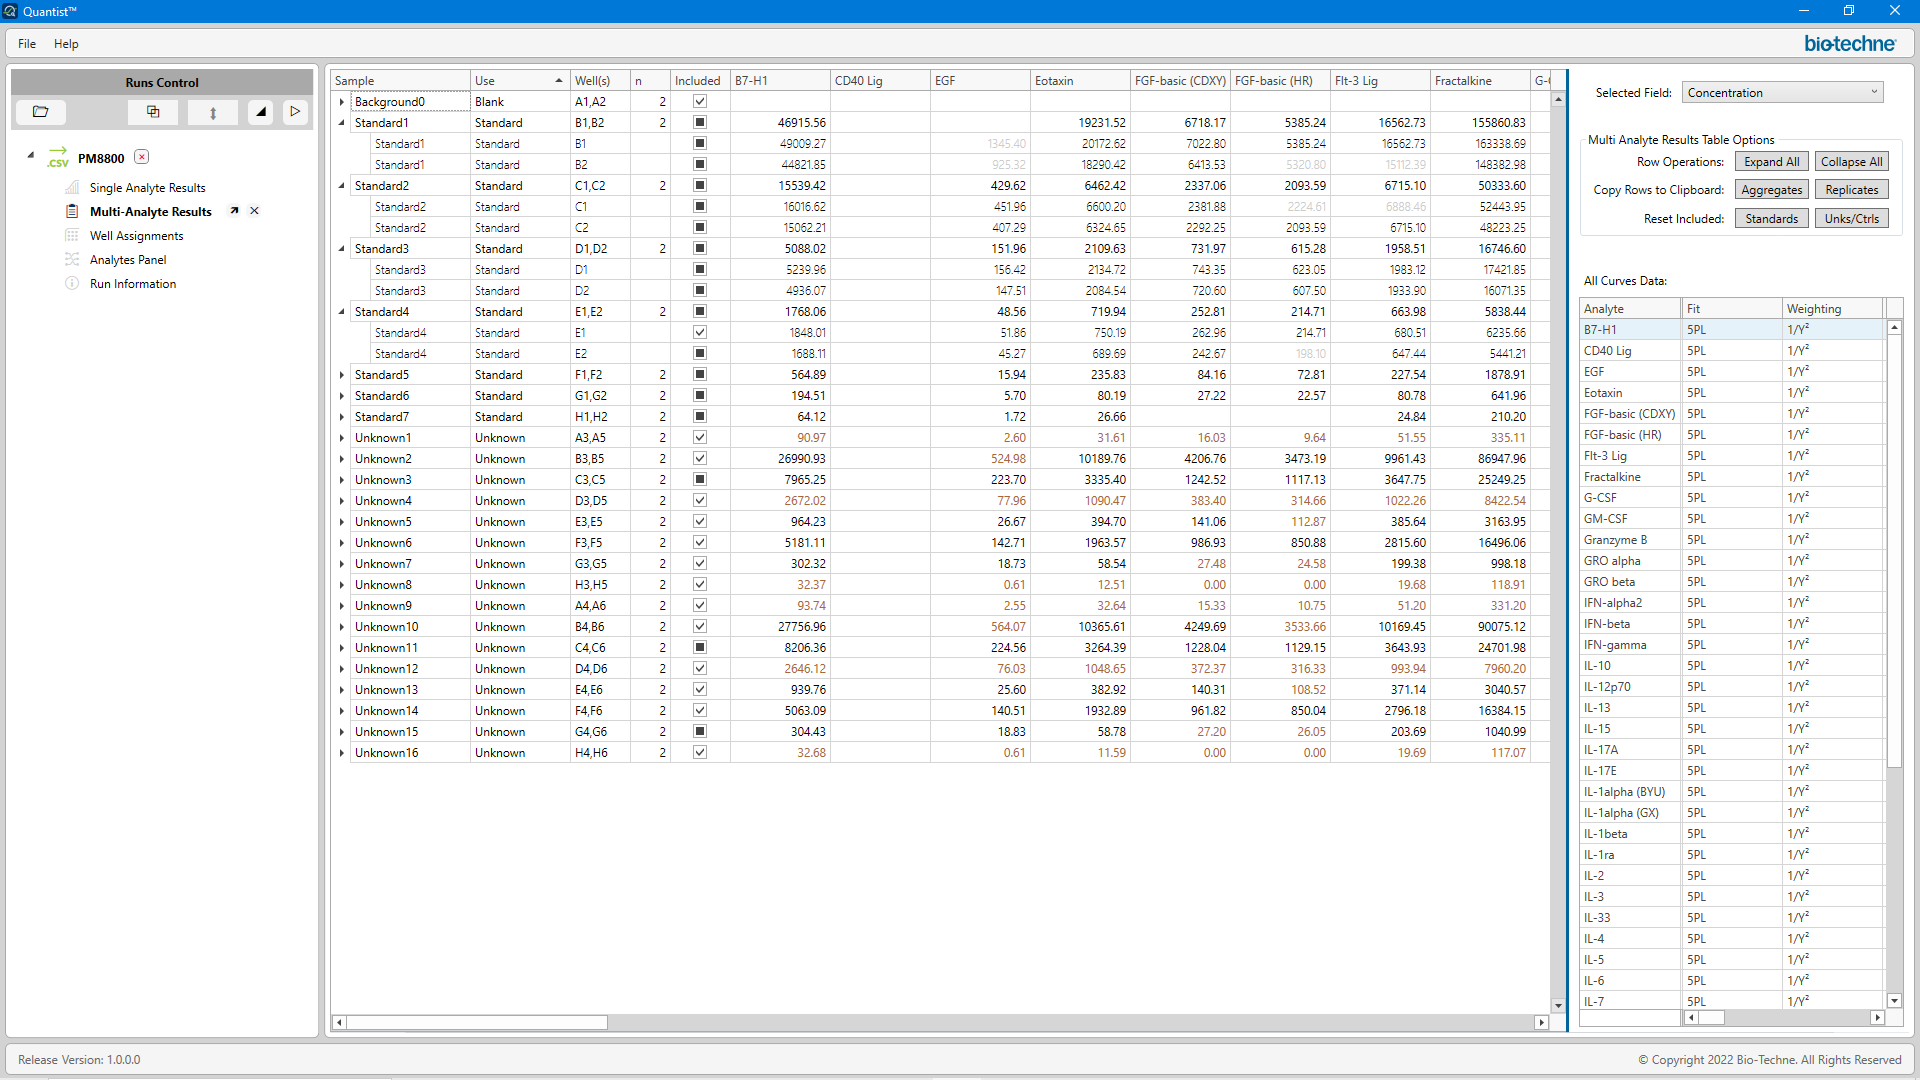 Quantist™
File Help
bio-techne
Runs Control
PM8800
.csv
Single Analyte Results
Multi-Analyte Results
Well Assignments
Analytes Panel
Run Information
Sample Use Well(s) n Included B7-H1 CD40 Lig EGF Eotaxin FGF-basic (CDXY) FGF-basic (HR) Flt-3 Lig Fractalkine
Background0 Blank A1,A2 2
Standard1 Standard B1,B2 2 46915.56 19231.52 6718.17 5385.24 16562.73 155860.83
Standard1 Standard B1 49009.27 1345.40 20172.62 7022.80 5385.24 16562.73 163338.69
Standard1 Standard B2 44821.85 925.32 18290.42 6413.53 5320.80 15112.39 148382.98
Standard2 Standard C1,C2 2 15539.42 429.62 6462.42 2337.06 2093.59 6715.10 50333.60
Standard2 Standard C1 16016.62 451.96 6600.20 2381.88 2224.61 6888.46 52443.95
Standard2 Standard C2 15062.21 407.29 6324.65 2292.25 2093.59 6715.10 48223.25
Standard3 Standard D1,D2 2 5088.02 151.96 2109.63 731.97 615.28 1958.51 16746.60
Standard3 Standard D1 5239.96 156.42 2134.72 743.35 623.05 1983.12 17421.85
Standard3 Standard D2 4936.07 147.51 2084.54 720.60 607.50 1933.90 16071.35
Standard4 Standard E1,E2 2 1768.06 48.56 719.94 252.81 214.71 663.98 5838.44
Standard4 Standard E1 1848.01 51.86 750.19 262.96 214.71 680.51 6235.66
Standard4 Standard E2 1688.11 45.27 689.69 242.67 198.10 647.44 5441.21
Standard5 Standard F1,F2 2 564.89 15.94 235.83 84.16 72.81 227.54 1878.91
Standard6 Standard G1,G2 2 194.51 5.70 80.19 27.22 22.57 80.78 641.96
Standard7 Standard H1,H2 2 64.12 1.72 26.66 24.84 210.20
Unknown1 Unknown A3,A5 2 90.97 2.60 31.61 16.03 9.64 51.55 335.11
Unknown2 Unknown B3,B5 2 26990.93 524.98 10189.76 4206.76 3473.19 9961.43 86947.96
Unknown3 Unknown C3,C5 2 7965.25 223.70 3335.40 1242.52 1117.13 3647.75 25249.25
Unknown4 Unknown D3,D5 2 2672.02 77.96 1090.47 383.40 314.66 1022.26 8422.54
Unknown5 Unknown E3,E5 2 964.23 26.67 394.70 141.06 112.87 385.64 3163.95
Unknown6 Unknown F3,F5 2 5181.11 142.71 1963.57 986.93 850.88 2815.60 16496.06
Unknown7 Unknown G3,G5 2 302.32 18.73 58.54 27.48 24.58 199.38 998.18
Unknown8 Unknown H3,H5 2 32.37 0.61 12.51 0.00 0.00 19.68 118.91
Unknown9 Unknown A4,A6 2 93.74 2.55 32.64 15.33 10.75 51.20 331.20
Unknown10 Unknown B4,B6 2 27756.96 564.07 10365.61 4249.69 3533.66 10169.45 90075.12
Unknown11 Unknown C4,C6 2 8206.36 224.56 3264.39 1228.04 1129.15 3643.93 24701.98
Unknown12 Unknown D4,D6 2 2646.12 76.03 1048.65 372.37 316.33 993.94 7960.20
Unknown13 Unknown E4,E6 2 939.76 25.60 382.92 140.31 108.52 371.14 3040.57
Unknown14 Unknown F4,F6 2 5063.09 140.51 1932.89 961.82 850.04 2796.18 16384.15
Unknown15 Unknown G4,G6 2 304.43 18.83 58.78 27.20 26.05 203.69 1040.99
Unknown16 Unknown H4,H6 2 32.68 0.61 11.59 0.00 0.00 19.69 117.07
Selected Field: Concentration
Multi Analyte Results Table Options
Row Operations: Expand All Collapse All
Copy Rows to Clipboard: Aggregates Replicates
Reset Included: Standards Unks/Ctrls
All Curves Data:
Analyte Fit Weighting
B7-H1 5PL 1/Y²
CD40 Lig 5PL 1/Y²
EGF 5PL 1/Y²
Eotaxin 5PL 1/Y²
FGF-basic (CDXY) 5PL 1/Y²
FGF-basic (HR) 5PL 1/Y²
Flt-3 Lig 5PL 1/Y²
Fractalkine 5PL 1/Y²
G-CSF 5PL 1/Y²
GM-CSF 5PL 1/Y²
Granzyme B 5PL 1/Y²
GRO alpha 5PL 1/Y²
GRO beta 5PL 1/Y²
IFN-alpha2 5PL 1/Y²
IFN-beta 5PL 1/Y²
IFN-gamma 5PL 1/Y²
IL-10 5PL 1/Y²
IL-12p70 5PL 1/Y²
IL-13 5PL 1/Y²
IL-15 5PL 1/Y²
IL-17A 5PL 1/Y²
IL-17E 5PL 1/Y²
IL-1alpha (BYU) 5PL 1/Y²
IL-1alpha (GX) 5PL 1/Y²
IL-1beta 5PL 1/Y²
IL-1ra 5PL 1/Y²
IL-2 5PL 1/Y²
IL-3 5PL 1/Y²
IL-33 5PL 1/Y²
IL-4 5PL 1/Y²
IL-5 5PL 1/Y²
IL-6 5PL 1/Y²
IL-7 5PL 1/Y²
Release Version: 1.0.0.0
© Copyright 2022 Bio-Techne. All Rights Reserved